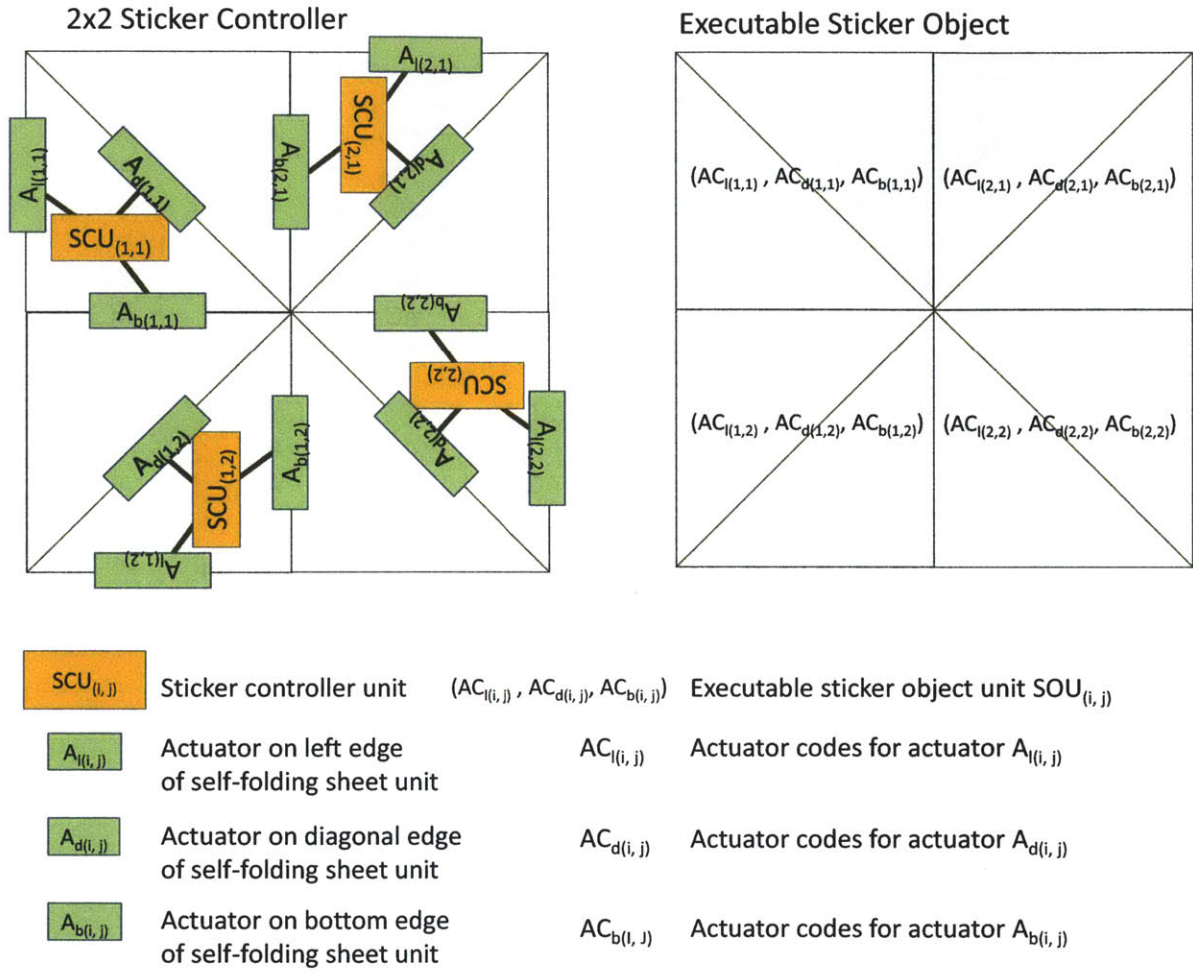 2x2 Sticker Controller
Executable Sticker Object
A_l(2,1)
SCU_(2,1)
A_b(2,1)
A_d(2,1)
A_l(1,1)
A_d(1,1)
SCU_(1,1)
A_b(1,1)
(AC_l(1,1) , AC_d(1,1), AC_b(1,1))
(AC_l(2,1) , AC_d(2,1), AC_b(2,1))
A_b(2,2)
SCU_(2,2)
A_d(2,2)
A_l(2,2)
A_d(1,2)
SCU_(1,2)
A_b(1,2)
A_l(1,2)
(AC_l(1,2) , AC_d(1,2), AC_b(1,2))
(AC_l(2,2) , AC_d(2,2), AC_b(2,2))
SCU_(i, j) Sticker controller unit (AC_l(i, j) , AC_d(i, j), AC_b(i, j)) Executable sticker object unit SOU_(i, j)
A_l(i, j) Actuator on left edge AC_l(i, j) Actuator codes for actuator A_l(i, j)
of self-folding sheet unit
A_d(i, j) Actuator on diagonal edge AC_d(i, j) Actuator codes for actuator A_d(i, j)
of self-folding sheet unit
A_b(i, j) Actuator on bottom edge AC_b(I, J) Actuator codes for actuator A_b(i, j)
of self-folding sheet unit